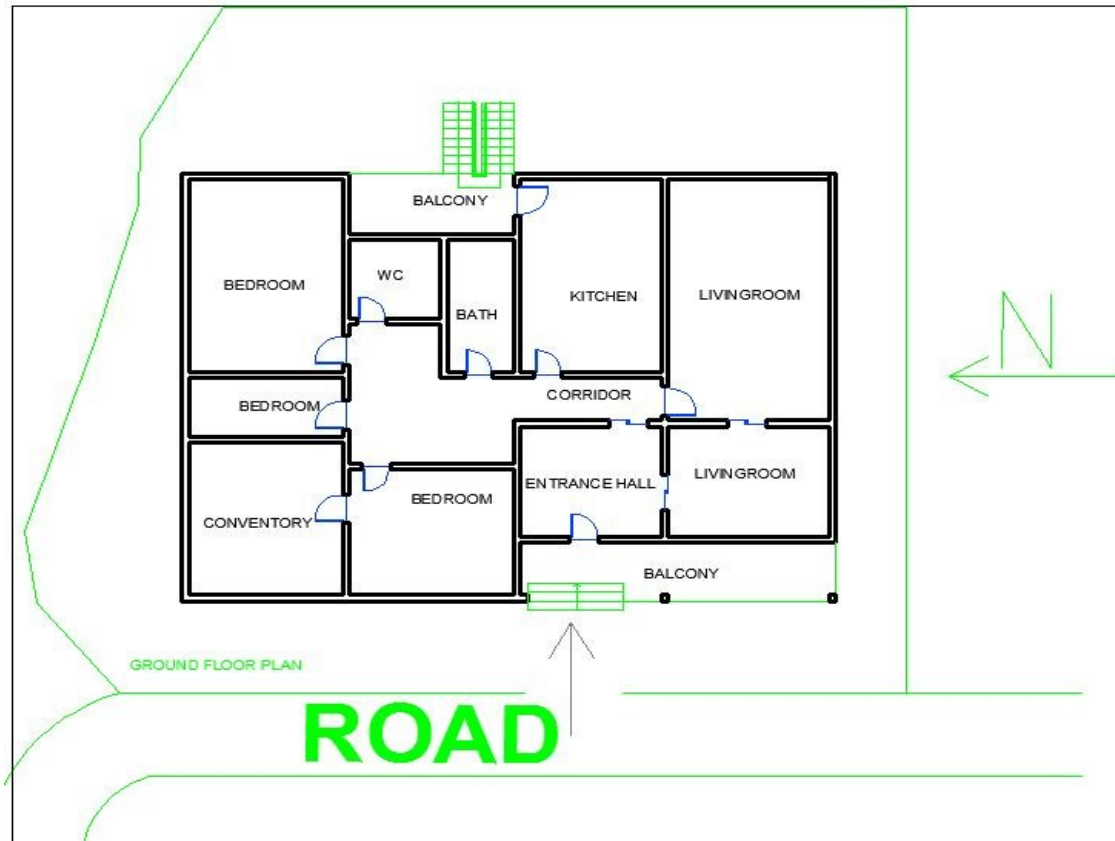 BALCONY
BEDROOM
WC
KITCHEN
LIVINGROOM
BATH
N
BEDROOM
CORRIDOR
LIVINGROOM
ENTRANCE HALL
BEDROOM
CONVENTORY
BALCONY
GROUND FLOOR PLAN
ROAD